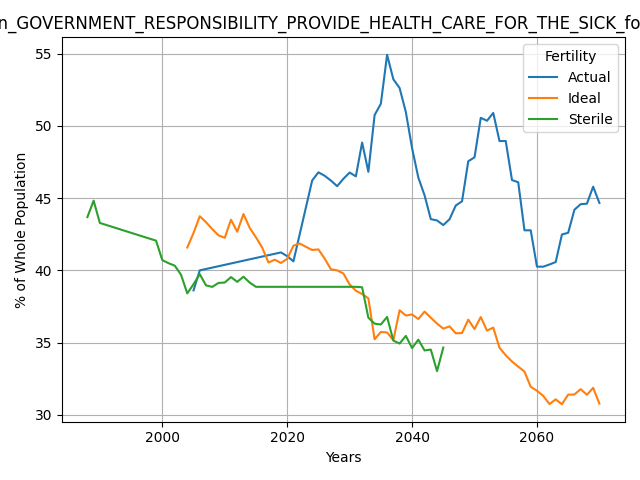 n_GOVERNMENT_RESPONSIBILITY_PROVIDE_HEALTH_CARE_FOR_THE_SICK_fo
Fertility
Actual
Ideal
Sterile
% of Whole Population
55
50
45
40
35
30
2000
2020
2040
2060
Years